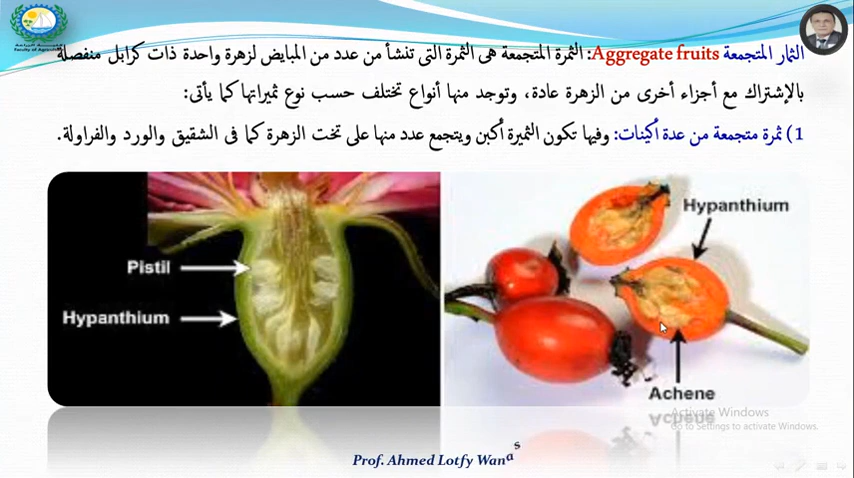 الثمار المتجمعة Aggregate fruits: الثمرة المتجمعة هى الثمرة التى تنشأ من عدد من المبايض لزهرة واحدة ذات كرابل منفصلة
بالإشتراك مع أجزاء أخرى من الزهرة عادة، وتوجد منها أنواع تختلف حسب نوع ثميراتها كما يأتى:
1) ثمرة متجمعة من عدة أكينات: وفيها تكون الثميرة أكين ويتجمع عدد منها على تخت الزهرة كما فى الشقيق والورد والفراولة.
Hypanthium
Pistil
Hypanthium
Achene
Activate Windows
Go to Settings to activate Windows.
Prof. Ahmed Lotfy Wanas